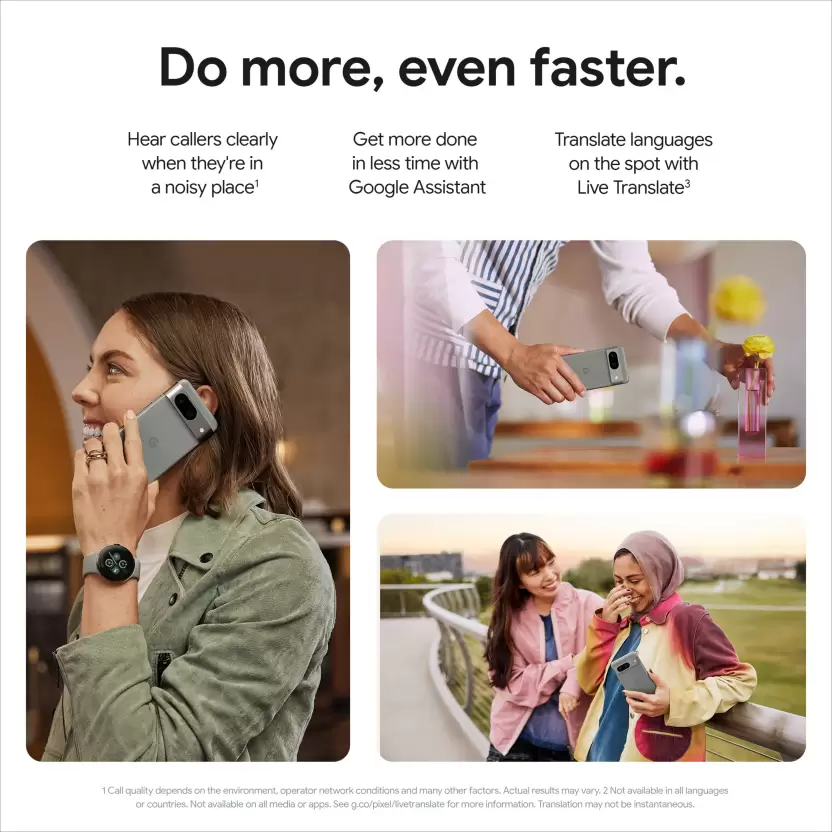 Do more, even faster.
Hear callers clearly
when they're in
a noisy place¹
Get more done
in less time with
Google Assistant
Translate languages
on the spot with
Live Translate³
1 Call quality depends on the environment, operator network conditions and many other factors. Actual results may vary. 2 Not available in all languages
or countries. Not available on all media or apps. See g.co/pixel/livetranslate for more information. Translation may not be instantaneous.